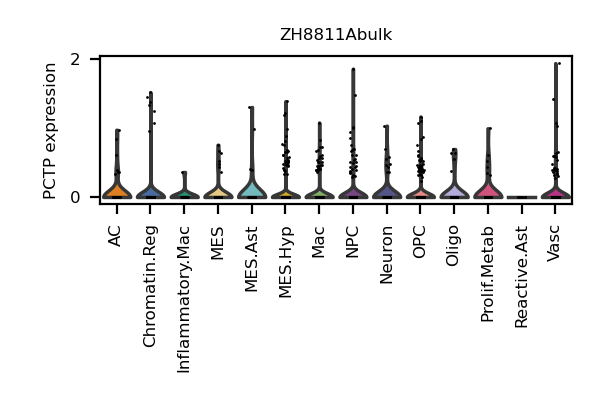 ZH8811Abulk
PCTP expression
2
0
AC
Chromatin.Reg
Inflammatory.Mac
MES
MES.Ast
MES.Hyp
Mac
NPC
Neuron
OPC
Oligo
Prolif.Metab
Reactive.Ast
Vasc